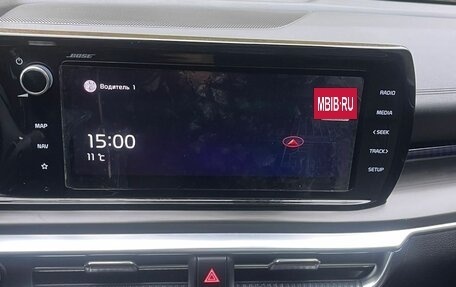 BOSE
Водитель 1
MBIB.RU
RADIO
MEDIA
< SEEK
TRACK >
SETUP
MAP
NAV
15:00
11 °C